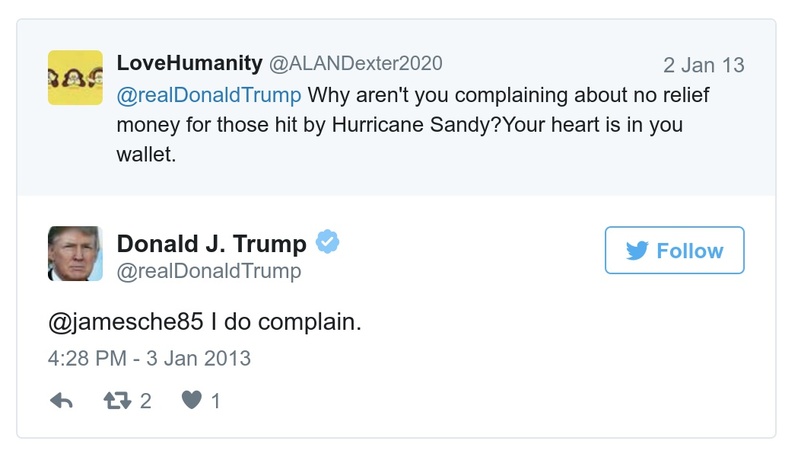 LoveHumanity @ALANDexter2020 2 Jan 13
@realDonaldTrump Why aren't you complaining about no relief
money for those hit by Hurricane Sandy?Your heart is in you
wallet.
Donald J. Trump
@realDonaldTrump
Follow
@jamesche85 I do complain.
4:28 PM - 3 Jan 2013
2 1